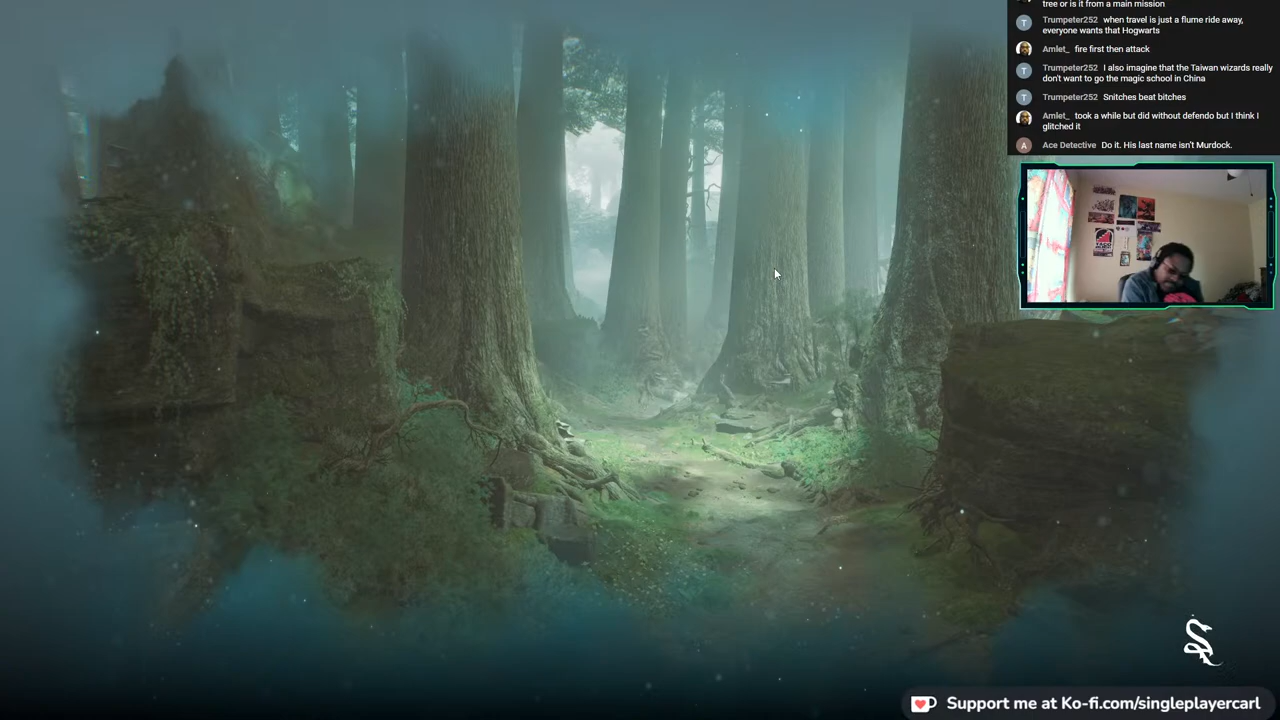 tree or is it from a main mission
T Trumpeter252 when travel is just a flume ride away,
everyone wants that Hogwarts
Amlet_ fire first then attack
T Trumpeter252 I also imagine that the Taiwan wizards really
don't want to go the magic school in China
T Trumpeter252 Snitches beat bitches
Amlet_ took a while but did without defendo but I think I
glitched it
A Ace Detective Do it. His last name isn't Murdock.
Support me at Ko-fi.com/singleplayercarl